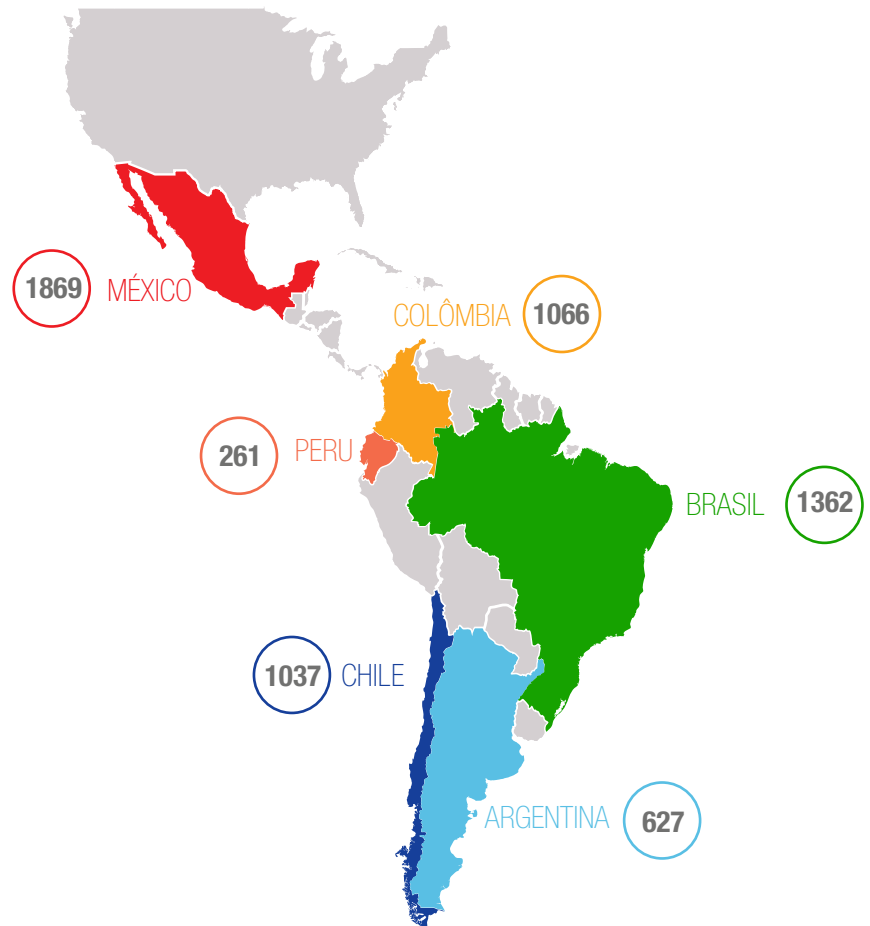 1869 MÉXICO
COLÔMBIA 1066
261 PERU
BRASIL 1362
1037 CHILE
ARGENTINA 627